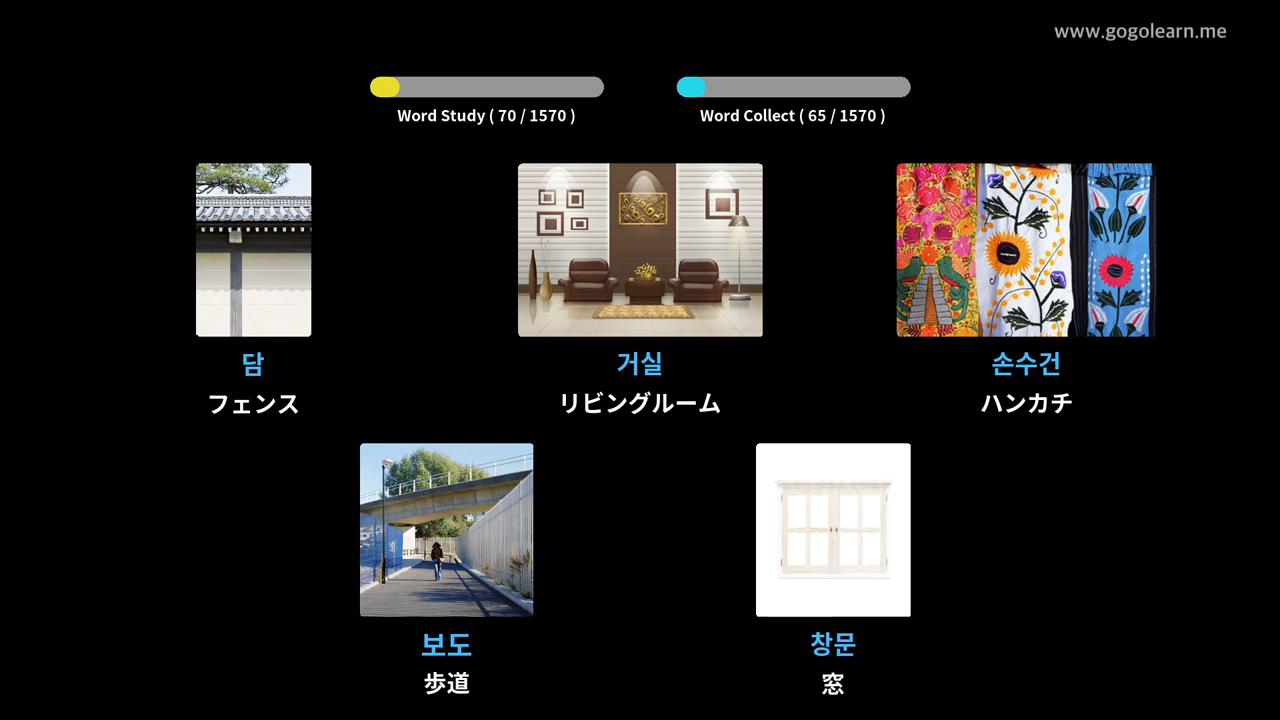 www.gogolearn.me
Word Study ( 70 / 1570 )
Word Collect ( 65 / 1570 )
담
フェンス
거실
リビングルーム
손수건
ハンカチ
보도
歩道
창문
窓